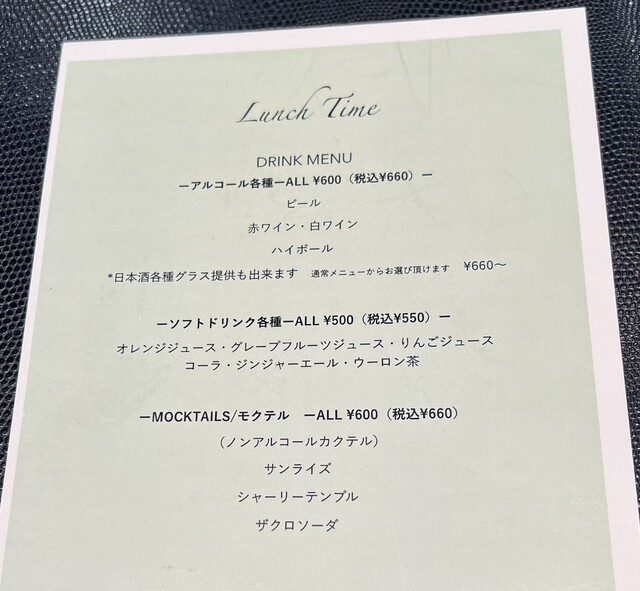 Lunch Time
DRINK MENU
ーアルコール各種ーALL ¥600（税込¥660）ー
ビール
赤ワイン・白ワイン
ハイボール
*日本酒各種グラス提供も出来ます　通常メニューからお選び頂けます　¥660～
ーソフトドリンク各種ーALL ¥500（税込¥550）ー
オレンジジュース・グレープフルーツジュース・りんごジュース
コーラ・ジンジャーエール・ウーロン茶
ーMOCKTAILS/モクテル　ーALL ¥600（税込¥660）
（ノンアルコールカクテル）
サンライズ
シャーリーテンプル
ザクロソーダ